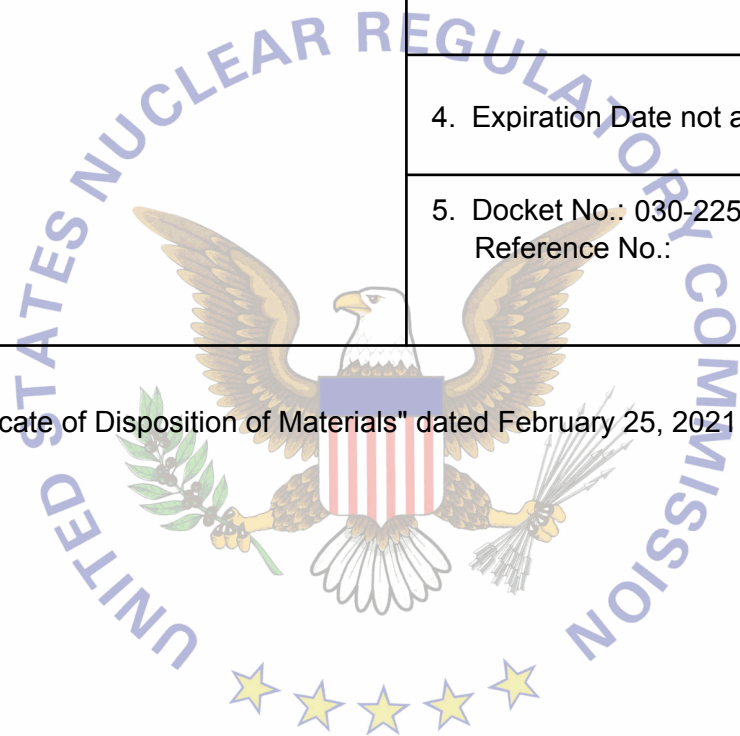 4. Expiration Date not a
5. Docket No.: 030-225
Reference No.:
cate of Disposition of Materials" dated February 25, 2021
UNITED STATES NUCLEAR REGULATORY COMMISSION